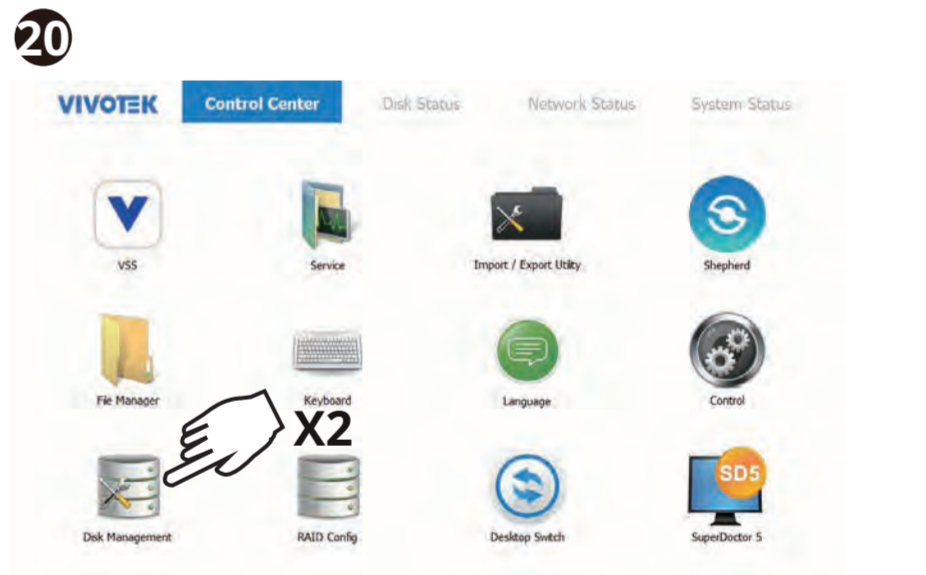 20
VIVOTEK Control Center Disk Status Network Status System Status
VSS Service Import / Export Utility Shepherd
File Manager Keyboard Language Control
X2
SD5
Disk Management RAID Config Desktop Switch SuperDoctor 5